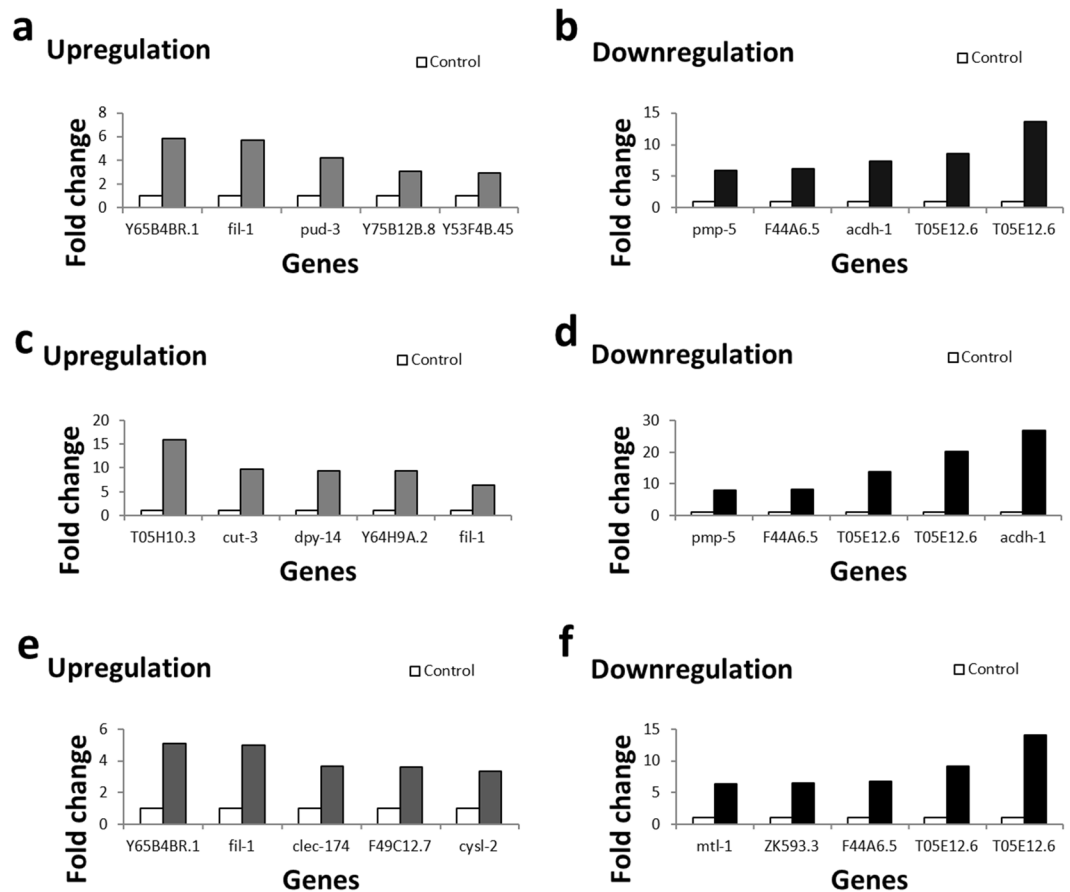 a
Upregulation
Control
Fold change
8
6
4
2
0
Y65B4BR.1 fil-1 pud-3 Y75B12B.8 Y53F4B.45
Genes
b
Downregulation
Control
Fold change
15
10
5
0
pmp-5 F44A6.5 acdh-1 T05E12.6 T05E12.6
Genes
c
Upregulation
Control
Fold change
20
15
10
5
0
T05H10.3 cut-3 dpy-14 Y64H9A.2 fil-1
Genes
d
Downregulation
Control
Fold change
30
20
10
0
pmp-5 F44A6.5 T05E12.6 T05E12.6 acdh-1
Genes
e
Upregulation
Control
Fold change
6
4
2
0
Y65B4BR.1 fil-1 clec-174 F49C12.7 cysl-2
Genes
f
Downregulation
Control
Fold change
15
10
5
0
mtl-1 ZK593.3 F44A6.5 T05E12.6 T05E12.6
Genes